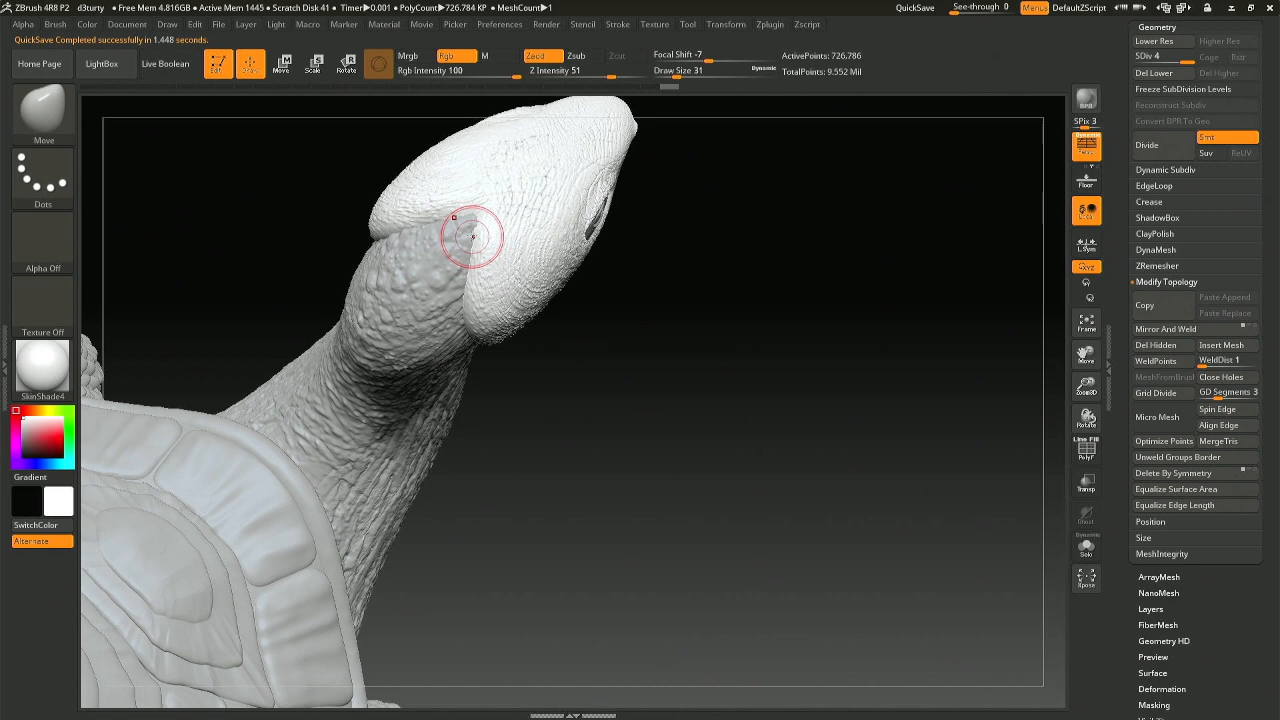 ZBrush 4R8 P2 d3turty ● Free Mem 4.816GB ● Active Mem 1445 ● Scratch Disk 41 ● Timer▶0.001 ● PolyCount▶726.784 KP ● MeshCount▶1 QuickSave See-through 0 Menus DefaultZScript
Alpha Brush Color Document Draw Edit File Layer Light Macro Marker Material Movie Picker Preferences Render Stencil Stroke Texture Tool Transform Zplugin Zscript
QuickSave Completed successfully in 1.448 seconds.
Home Page LightBox Live Boolean Edit Draw Move Scale Rotate
Mrgb Rgb M Zadd Zsub Zcut Focal Shift -7 ActivePoints: 726,786
Rgb Intensity 100 Z Intensity 51 Draw Size 31 Dynamic TotalPoints: 9.552 Mil
Move
Dots
Alpha Off
Texture Off
SkinShade4
Gradient
SwitchColor
Alternate
BPR
SPix 3
Dynamic
Persp
Floor
Local
L.Sym
Frame
Move
Zoom3D
Rotate
Line Fill
PolyF
Transp
Ghost
Dynamic
Solo
Xpose
Geometry
Lower Res Higher Res
SDiv 4 Cage Rstr
Del Lower Del Higher
Freeze SubDivision Levels
Reconstruct Subdiv
Convert BPR To Geo
Divide Smt
Suv ReUV
Dynamic Subdiv
EdgeLoop
Crease
ShadowBox
ClayPolish
DynaMesh
ZRemesher
Modify Topology
Copy Paste Append
Paste Replace
Mirror And Weld
Del Hidden Insert Mesh
WeldPoints WeldDist 1
MeshFromBrush Close Holes
Grid Divide GD Segments 3
Micro Mesh Spin Edge
Align Edge
Optimize Points MergeTris
Unweld Groups Border
Delete By Symmetry
Equalize Surface Area
Equalize Edge Length
Position
Size
MeshIntegrity
ArrayMesh
NanoMesh
Layers
FiberMesh
Geometry HD
Preview
Surface
Deformation
Masking